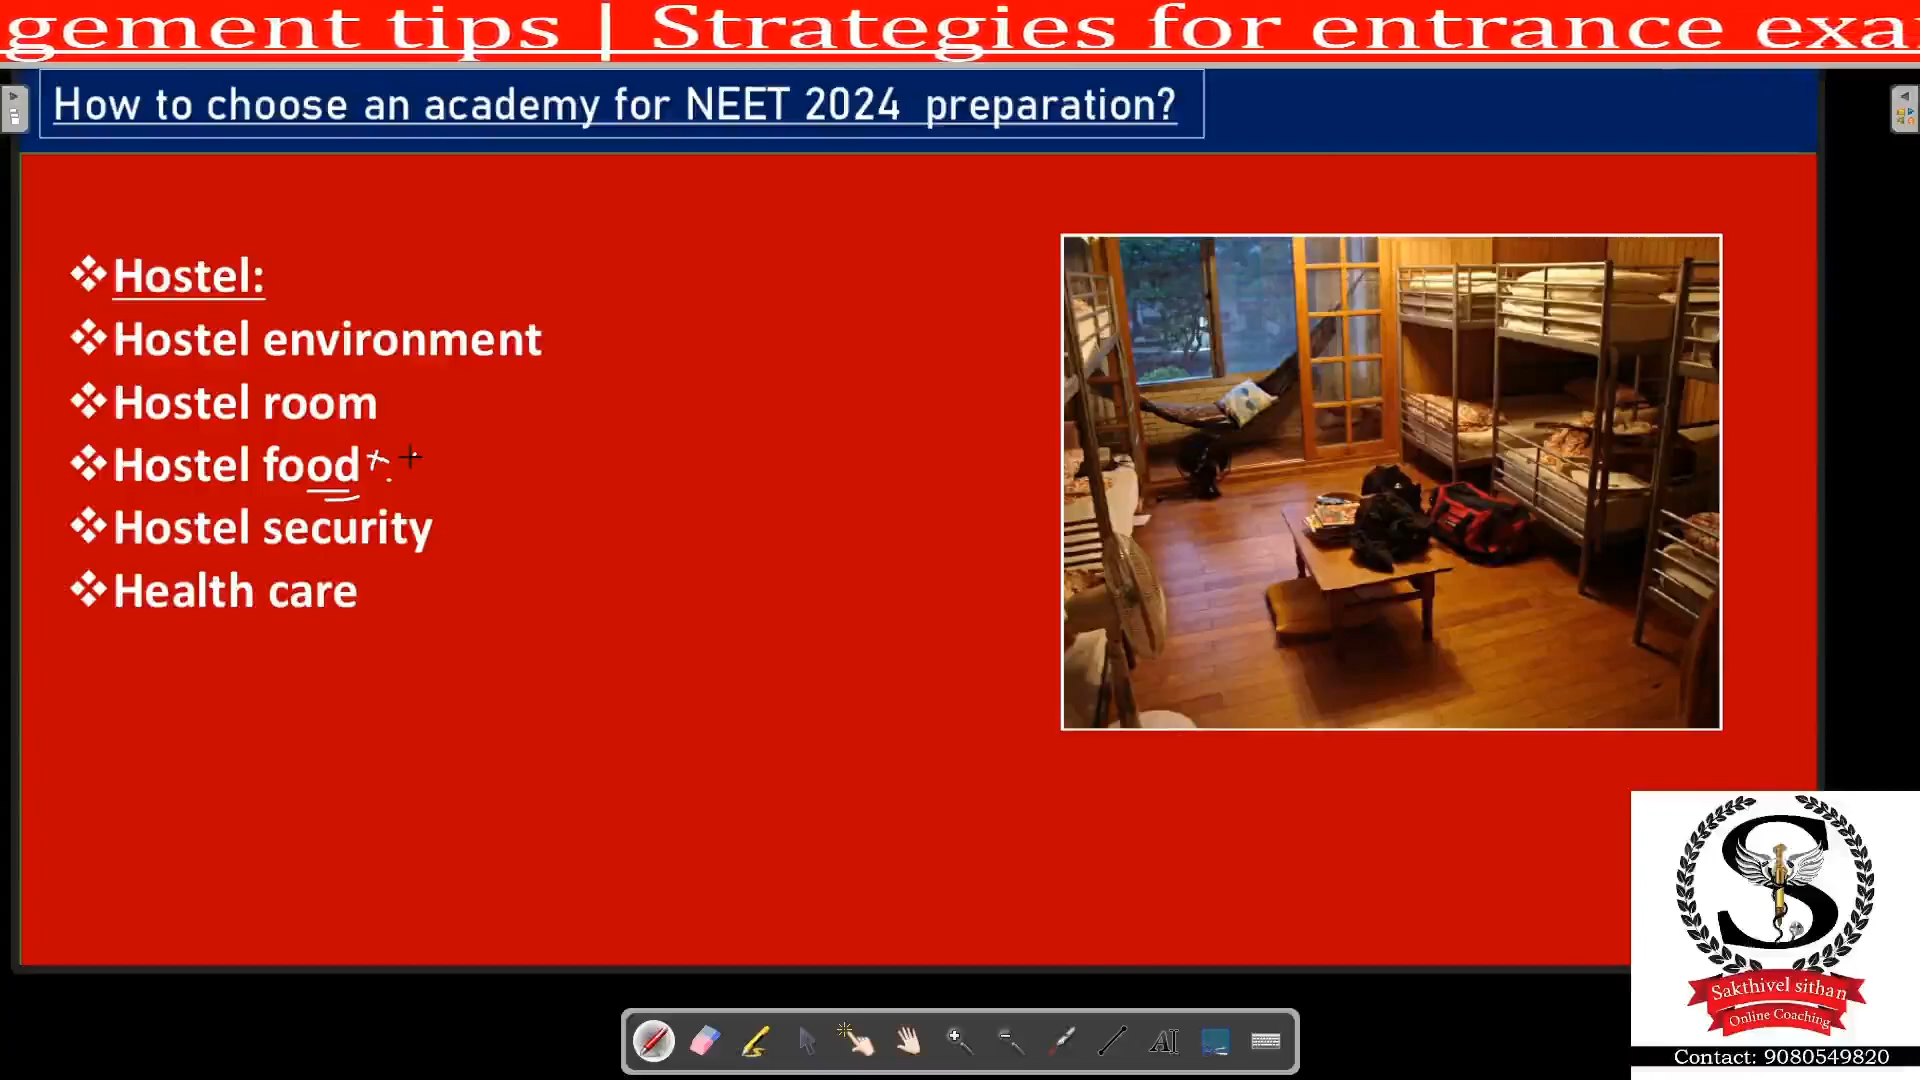 gement tips | Strategies for entrance exa
How to choose an academy for NEET 2024 preparation?
❖Hostel:
❖Hostel environment
❖Hostel room
❖Hostel food
❖Hostel security
❖Health care
S
Sakthivel sithan
Online Coaching
Contact: 9080549820
AI